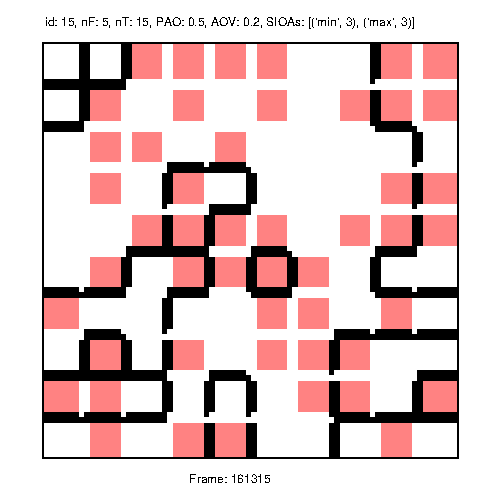 id: 15, nF: 5, nT: 15, PAO: 0.5, AOV: 0.2, SIOAs: [('min', 3), ('max', 3)]
Frame: 161315